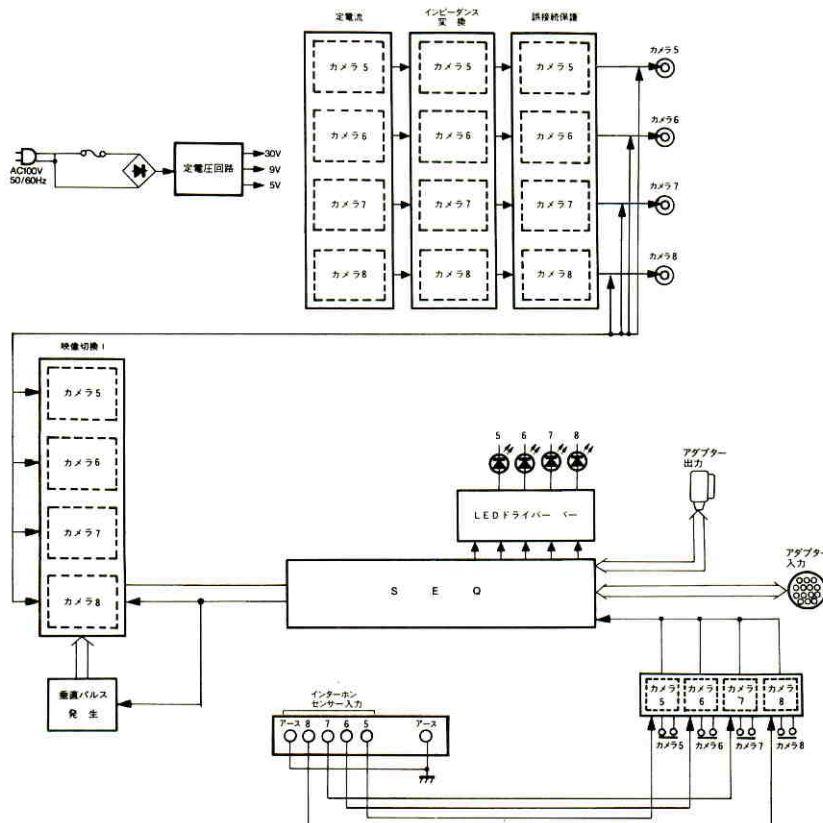 定電流
インピーダンス
変換
誤接続保護
カメラ5
カメラ5
カメラ5
カメラ5
カメラ6
カメラ6
カメラ6
カメラ6
AC100V
50/60Hz
定電圧回路
30V
9V
5V
カメラ7
カメラ7
カメラ7
カメラ7
カメラ8
カメラ8
カメラ8
カメラ8
映像切換 I
カメラ5
カメラ6
カメラ7
カメラ8
5 6 7 8
LEDドライバー バー
アダプター
出力
アダプター
入力
S E Q
垂直パルス
発生
インターホン
センサー入力
アース 8 7 6 5 アース
カメラ
5
カメラ
6
カメラ
7
カメラ
8
カメラ5 カメラ6 カメラ7 カメラ8